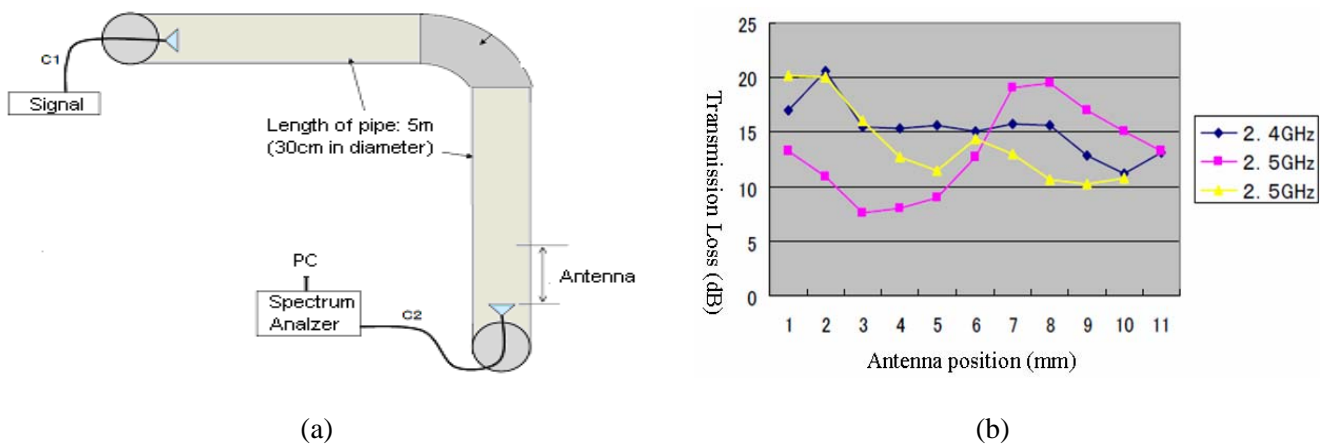 C1
Signal
Length of pipe: 5m
(30cm in diameter)
PC
Spectrum
Analzer
C2
Antenna
(a)
Transmission Loss (dB)
25
20
15
10
5
0
1 2 3 4 5 6 7 8 9 10 11
Antenna position (mm)
2. 4GHz
2. 5GHz
2. 5GHz
(b)